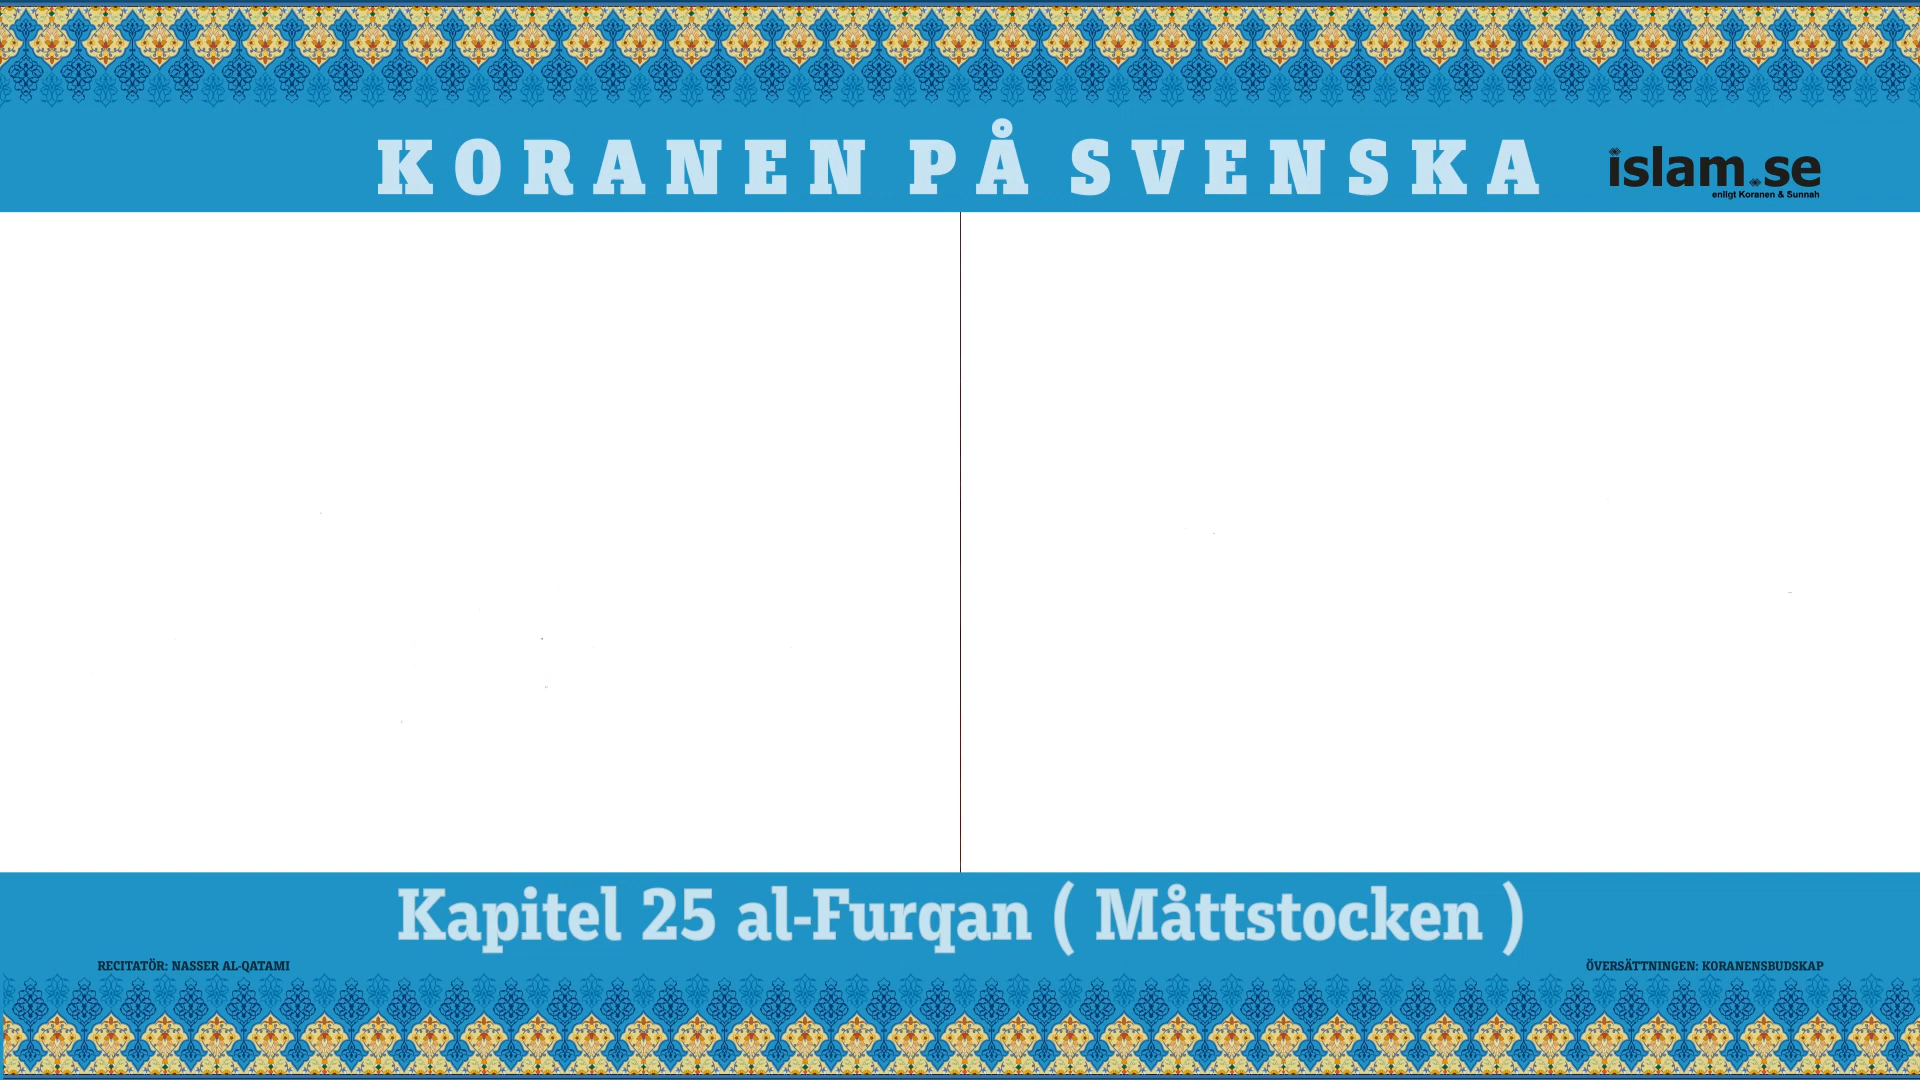 KORANEN PÅ SVENSKA
islam.se
enligt Koranen & Sunnah
Kapitel 25 al-Furqan ( Måttstocken )
RECITATÖR: NASSER AL-QATAMI
ÖVERSÄTTNINGEN: KORANENSBUDSKAP